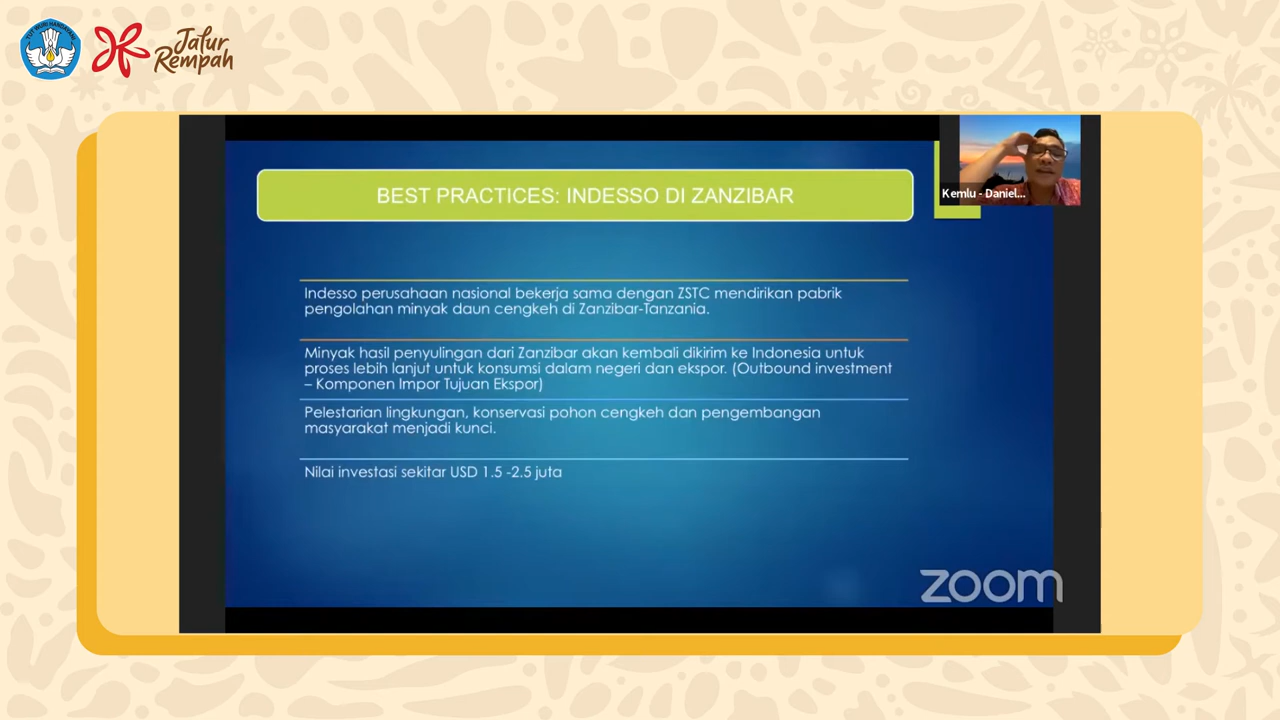 TUT WURI HANDAYANI
Jalur
Rempah
BEST PRACTICES: INDESSO DI ZANZIBAR
Kemlu - Daniel...
Indesso perusahaan nasional bekerja sama dengan ZSTC mendirikan pabrik
pengolahan minyak daun cengkeh di Zanzibar-Tanzania.
Minyak hasil penyulingan dari Zanzibar akan kembali dikirim ke Indonesia untuk
proses lebih lanjut untuk konsumsi dalam negeri dan ekspor. (Outbound investment
– Komponen Impor Tujuan Ekspor)
Pelestarian lingkungan, konservasi pohon cengkeh dan pengembangan
masyarakat menjadi kunci.
Nilai investasi sekitar USD 1.5 -2.5 juta
zoom